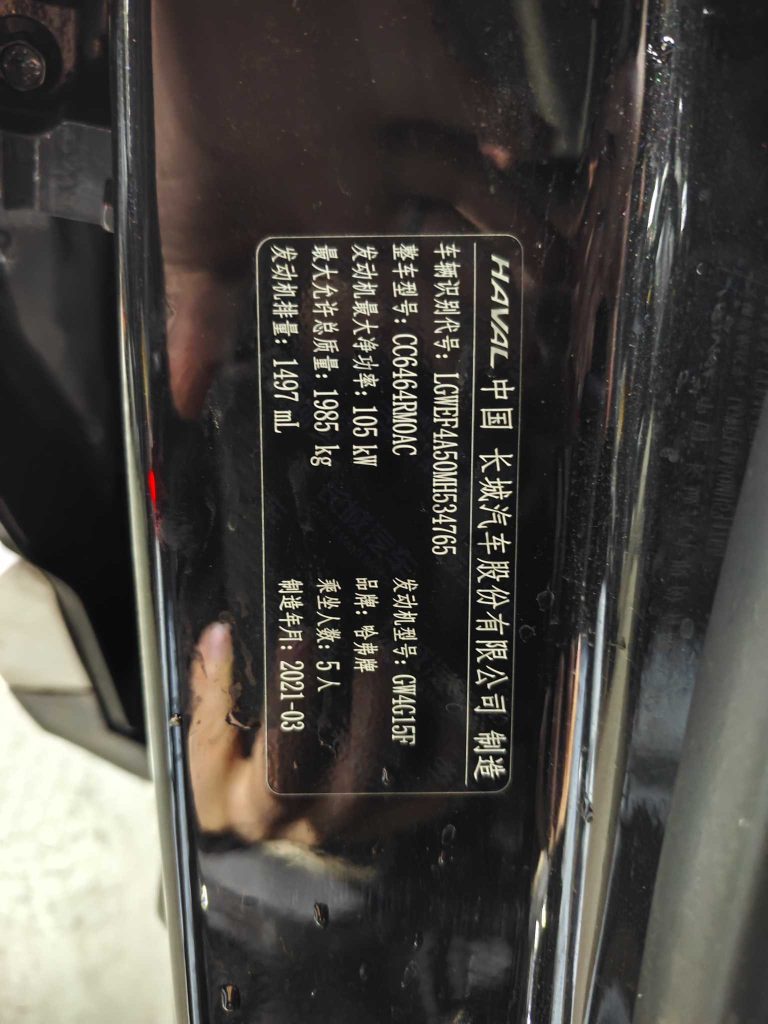 HAVAL 中国 长城汽车股份有限公司 制造
车辆识别代号: LGWEF4A50MH534765
整车型号: CC6464RM0AC 发动机型号: GW4G15F
发动机最大净功率: 105 kW 品牌: 哈弗牌
最大允许总质量: 1985 kg 乘坐人数: 5人
发动机排量: 1497 mL 制造年月: 2021-03